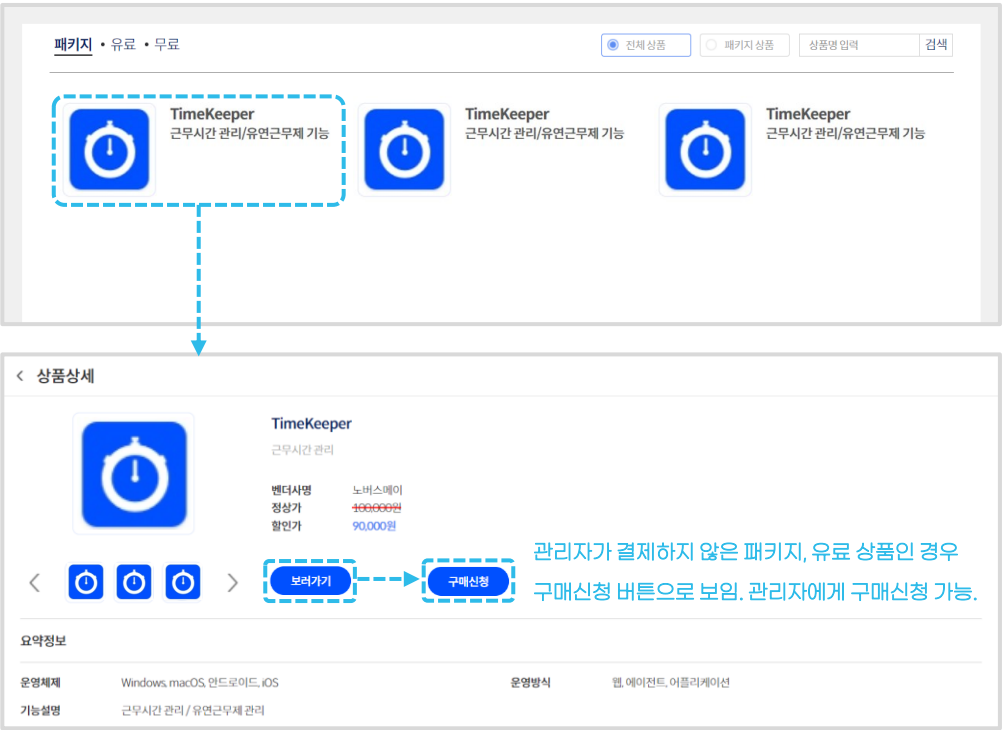 패키지 • 유료 • 무료
전체 상품
패키지 상품
상품명 입력
검색
TimeKeeper
근무시간 관리/유연근무제 기능
TimeKeeper
근무시간 관리/유연근무제 기능
TimeKeeper
근무시간 관리/유연근무제 기능
< 상품상세
TimeKeeper
근무시간 관리
벤더사명 노버스메이
정상가 100,000원
할인가 90,000원
보러가기
구매신청
관리자가 결제하지 않은 패키지, 유료 상품인 경우
구매신청 버튼으로 보임. 관리자에게 구매신청 가능.
요약정보
운영체제 Windows, macOS, 안드로이드, iOS
운영방식 웹, 에이전트, 어플리케이션
기능설명 근무시간 관리 / 유연근무제 관리